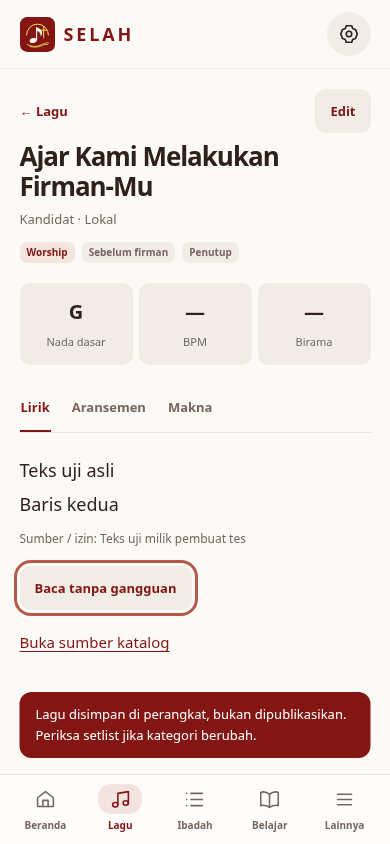 SELAH
← Lagu
Edit
Ajar Kami Melakukan
Firman-Mu
Kandidat · Lokal
Worship
Sebelum firman
Penutup
G
Nada dasar
—
BPM
—
Birama
Lirik
Aransemen
Makna
Teks uji asli
Baris kedua
Sumber / izin: Teks uji milik pembuat tes
Baca tanpa gangguan
Buka sumber katalog
Lagu disimpan di perangkat, bukan dipublikasikan.
Periksa setlist jika kategori berubah.
Beranda
Lagu
Ibadah
Belajar
Lainnya